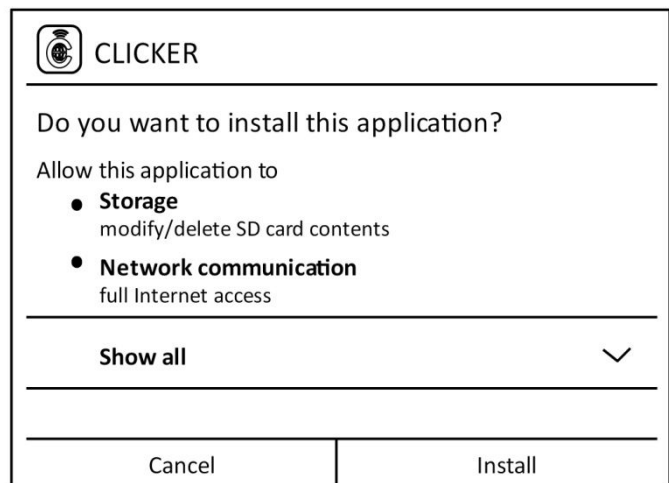 CLICKER
Do you want to install this application?
Allow this application to
• Storage
modify/delete SD card contents
• Network communication
full Internet access
Show all
Cancel Install